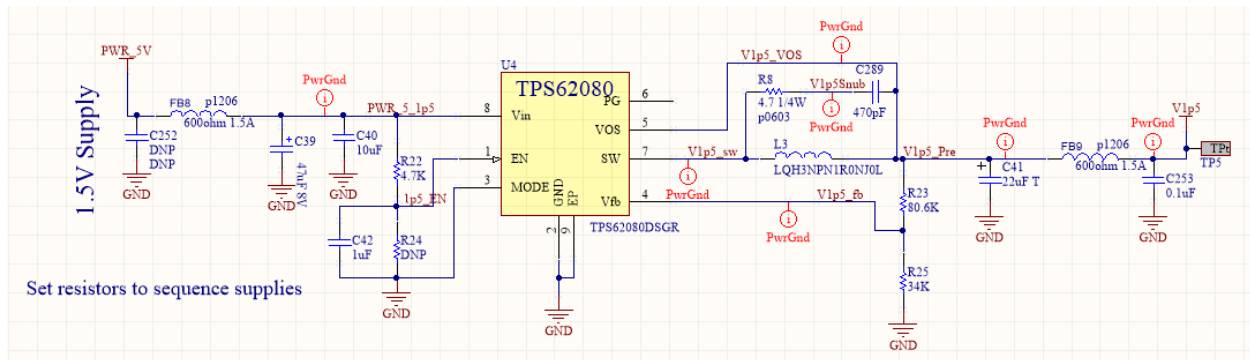 PWR_5V
1.5V Supply
FB8
p1206
600ohm 1.5A
C252
DNP
DNP
GND
PwrGnd
i
PWR_5_1p5
C39
47uF 8V
GND
C40
10uF
GND
R22
4.7K
1p5_EN
C42
1uF
R24
DNP
GND
Set resistors to sequence supplies
U4
TPS62080
8
Vin
1
EN
3
MODE
GND
EP
2
9
PG
6
VOS
5
SW
7
Vfb
4
TPS62080DSGR
GND
V1p5_VOS
PwrGnd
i
R8
4.7 1/4W
p0603
V1p5Snub
i
PwrGnd
C289
470pF
V1p5_sw
i
PwrGnd
L3
LQH3NPN1R0NJ0L
V1p5_fb
i
PwrGnd
V1p5_Pre
R23
80.6K
R25
34K
GND
PwrGnd
i
C41
22uF T
GND
FB9
p1206
600ohm 1.5A
PwrGnd
i
C253
0.1uF
GND
V1p5
TPt
TP5